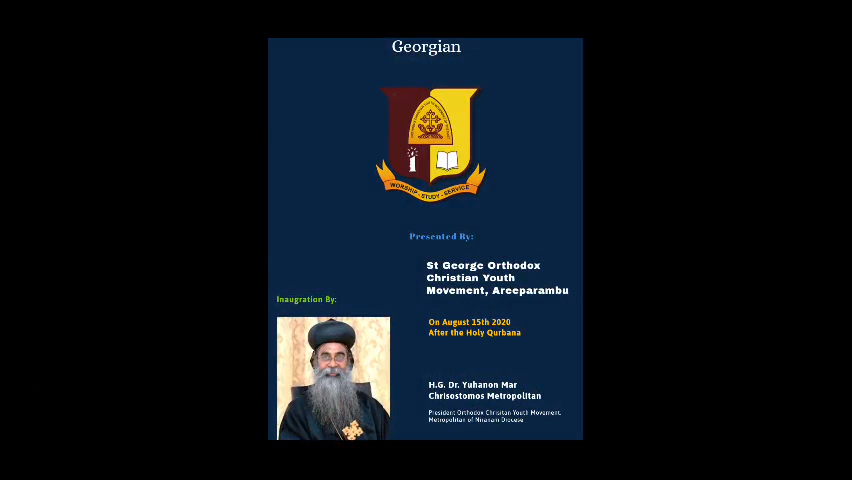 Georgian
WORSHIP - STUDY - SERVICE
Presented By:
St George Orthodox
Christian Youth
Movement, Areeparambu
Inaugration By:
On August 15th 2020
After the Holy Qurbana
H.G. Dr. Yuhanon Mar
Chrisostomos Metropolitan
President Orthodox Chrisitan Youth Movement,
Metropolitan of Niranam Diocese